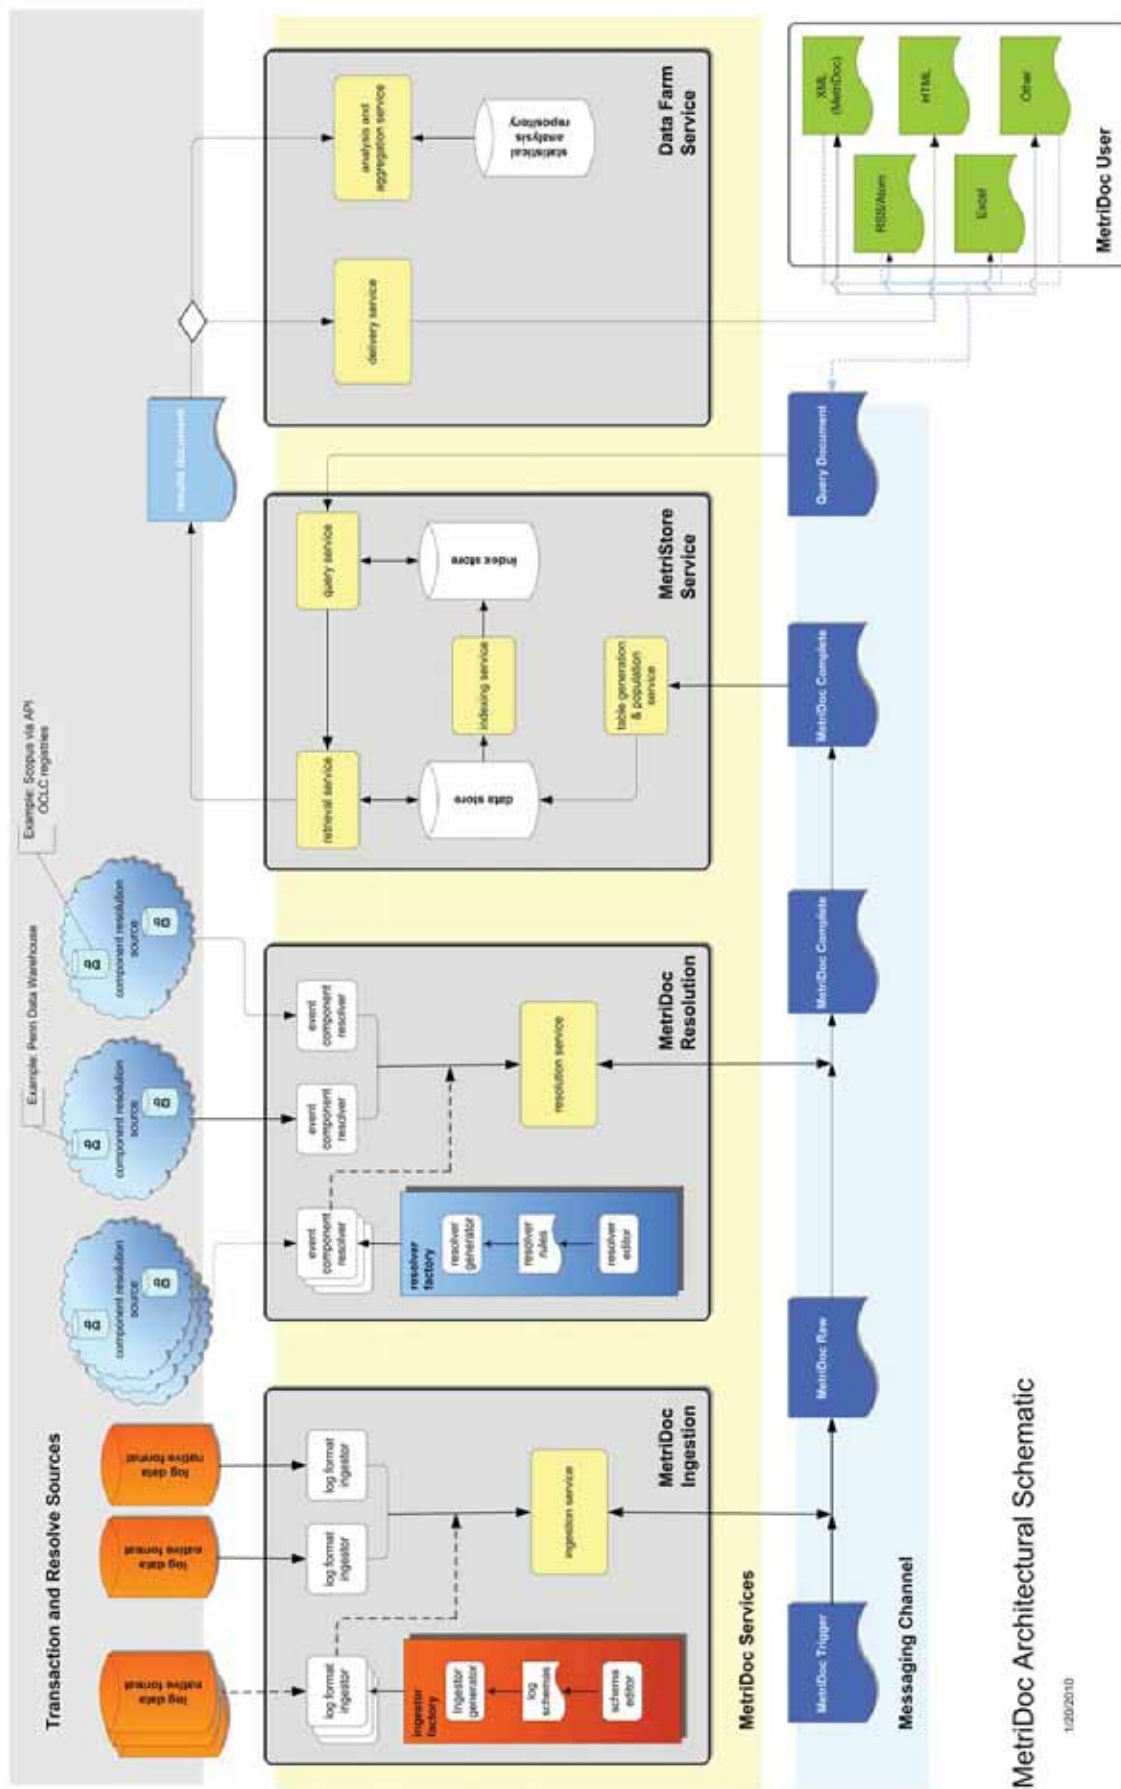 Transaction and Resolve Sources
log data
native format
log data
native format
log data
native format
Db
component resolution
source
Db
Db
component resolution
source
Db
Db
component resolution
source
Db
Example: Penn Data Warehouse
Example: Scopus via API
OCLC registries
results document
log format
ingestor
log format
ingestor
log format
ingestor
ingestor
factory
Ingestor
generator
log
schemas
schema
editor
ingestion service
MetriDoc
Ingestion
event
component
resolver
event
component
resolver
event
component
resolver
resolver
factory
resolver
generator
resolver
rules
resolver
editor
resolution service
MetriDoc
Resolution
retrieval service
query service
data store
indexing service
index store
table generation
& population
service
MetriStore
Service
delivery service
analysis and
aggregation service
statistical
analysis
repository
Data Farm
Service
MetriDoc Services
MetriDoc Trigger
MetriDoc Raw
MetriDoc Complete
MetriDoc Complete
Query Document
Messaging Channel
RSS/Atom
XML
(MetriDoc)
Excel
HTML
Other
MetriDoc User
MetriDoc Architectural Schematic
1/20/2010